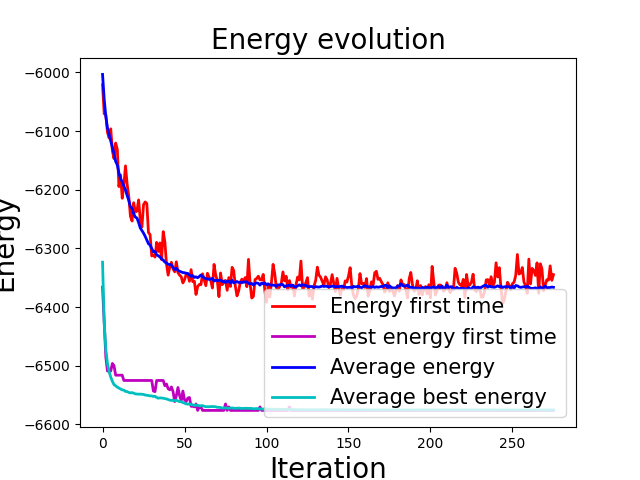 Energy evolution
Energy
−6000
−6100
−6200
−6300
−6400
−6500
−6600
0
50
100
150
200
250
Iteration
Energy first time
Best energy first time
Average energy
Average best energy